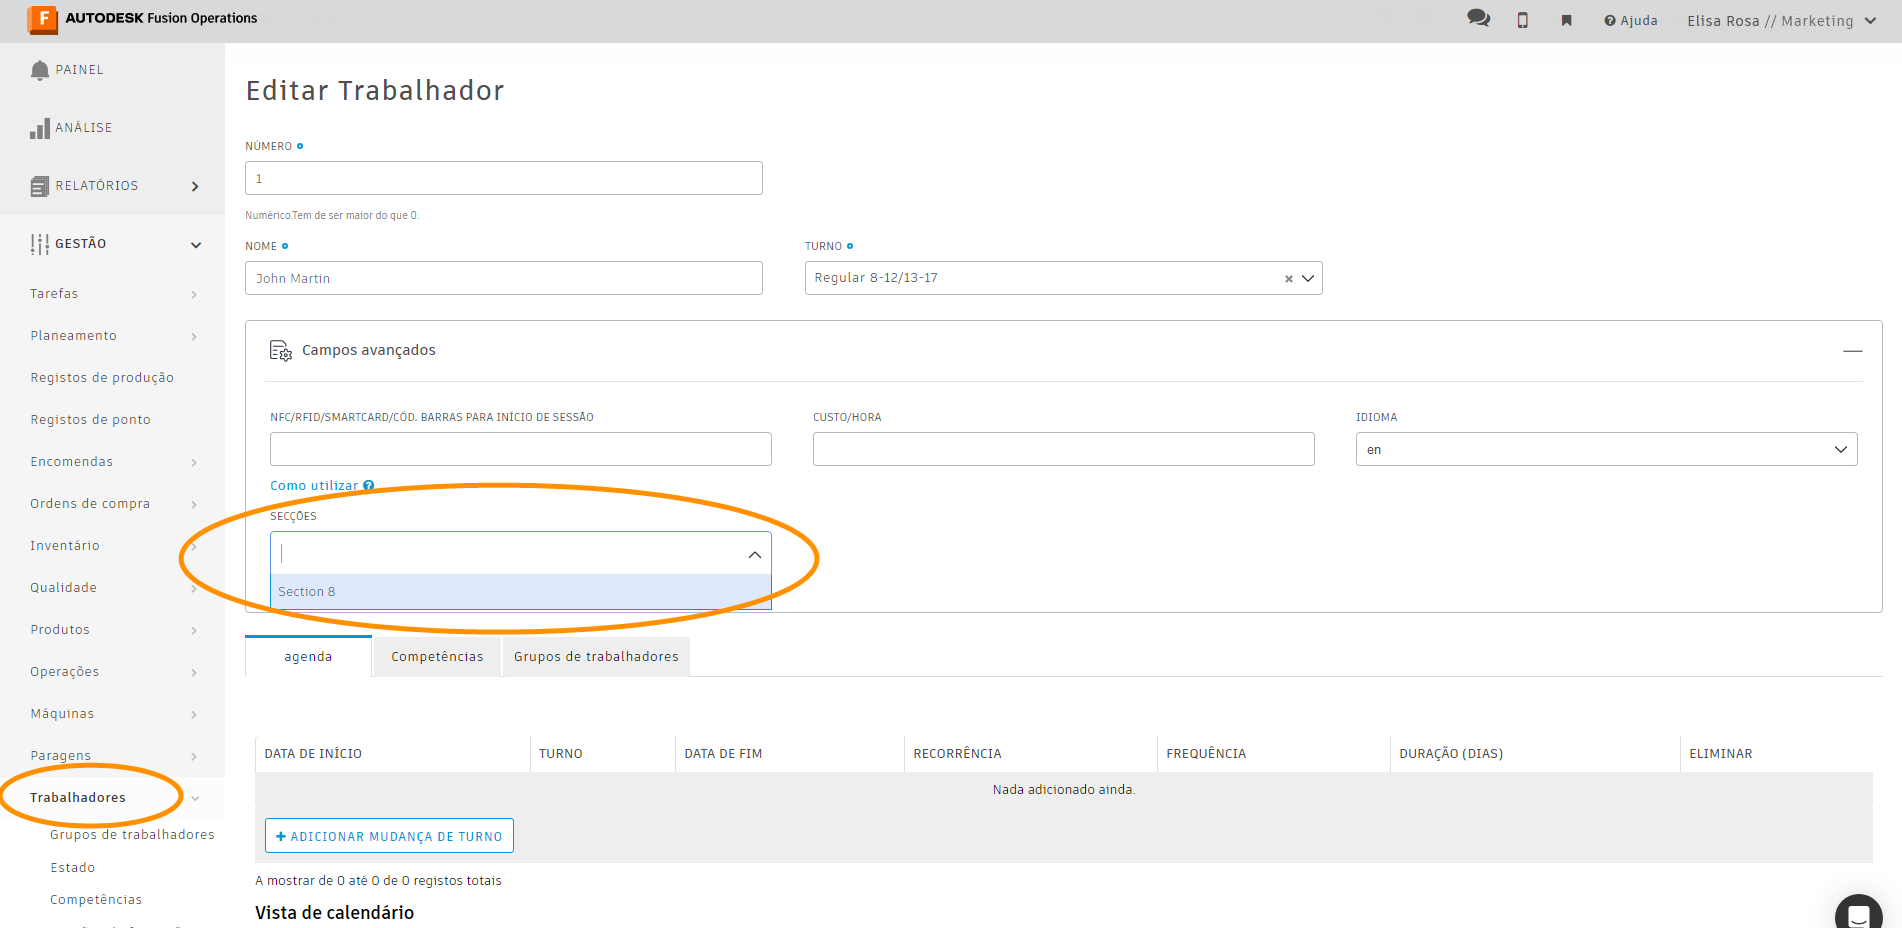 AUTODESK Fusion Operations
Ajuda
Elisa Rosa // Marketing
PAINEL
ANÁLISE
RELATÓRIOS
GESTÃO
Tarefas
Planeamento
Registos de produção
Registos de ponto
Encomendas
Ordens de compra
Inventário
Qualidade
Produtos
Operações
Máquinas
Paragens
Trabalhadores
Grupos de trabalhadores
Estado
Competências
Editar Trabalhador
NÚMERO
1
Numérico.Tem de ser maior do que 0.
NOME
TURNO
John Martin
Regular 8-12/13-17
Campos avançados
NFC/RFID/SMARTCARD/CÓD. BARRAS PARA INÍCIO DE SESSÃO
CUSTO/HORA
IDIOMA
en
Como utilizar
SECÇÕES
Section 8
agenda
Competências
Grupos de trabalhadores
DATA DE INÍCIO
TURNO
DATA DE FIM
RECORRÊNCIA
FREQUÊNCIA
DURAÇÃO (DIAS)
ELIMINAR
Nada adicionado ainda.
ADICIONAR MUDANÇA DE TURNO
A mostrar de 0 até 0 de 0 registos totais
Vista de calendário